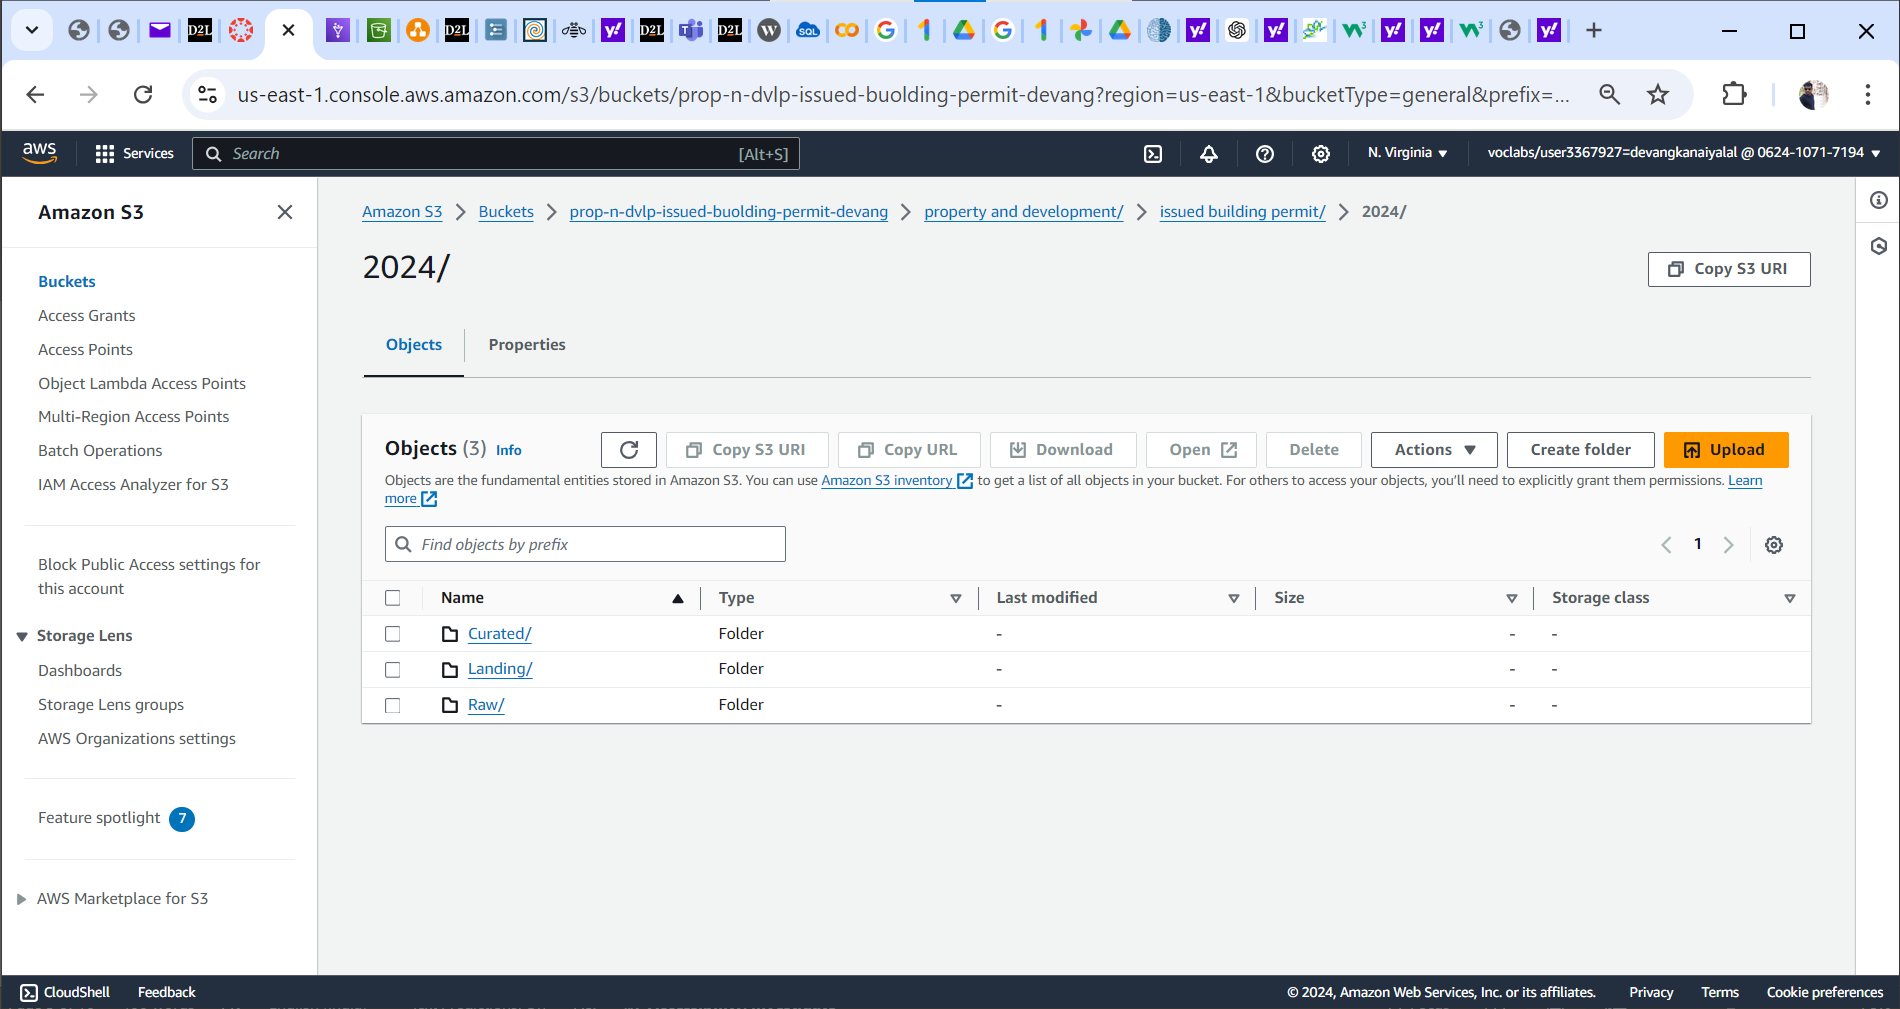 D2L
D2L
D2L
D2L
SQL
us-east-1.console.aws.amazon.com/s3/buckets/prop-n-dvlp-issued-buolding-permit-devang?region=us-east-1&bucketType=general&prefix=...
aws
Services
Search
[Alt+S]
N. Virginia
voclabs/user3367927=devangkanaiyalal @ 0624-1071-7194
Amazon S3
Buckets
Access Grants
Access Points
Object Lambda Access Points
Multi-Region Access Points
Batch Operations
IAM Access Analyzer for S3
Block Public Access settings for
this account
Storage Lens
Dashboards
Storage Lens groups
AWS Organizations settings
Feature spotlight 7
AWS Marketplace for S3
Amazon S3 > Buckets > prop-n-dvlp-issued-buolding-permit-devang > property and development/ > issued building permit/ > 2024/
2024/
Copy S3 URI
Objects
Properties
Objects (3) Info
Copy S3 URI
Copy URL
Download
Open
Delete
Actions
Create folder
Upload
Objects are the fundamental entities stored in Amazon S3. You can use Amazon S3 inventory to get a list of all objects in your bucket. For others to access your objects, you'll need to explicitly grant them permissions. Learn
more
Find objects by prefix
1
Name Type Last modified Size Storage class
Curated/ Folder - - -
Landing/ Folder - - -
Raw/ Folder - - -
CloudShell Feedback © 2024, Amazon Web Services, Inc. or its affiliates. Privacy Terms Cookie preferences